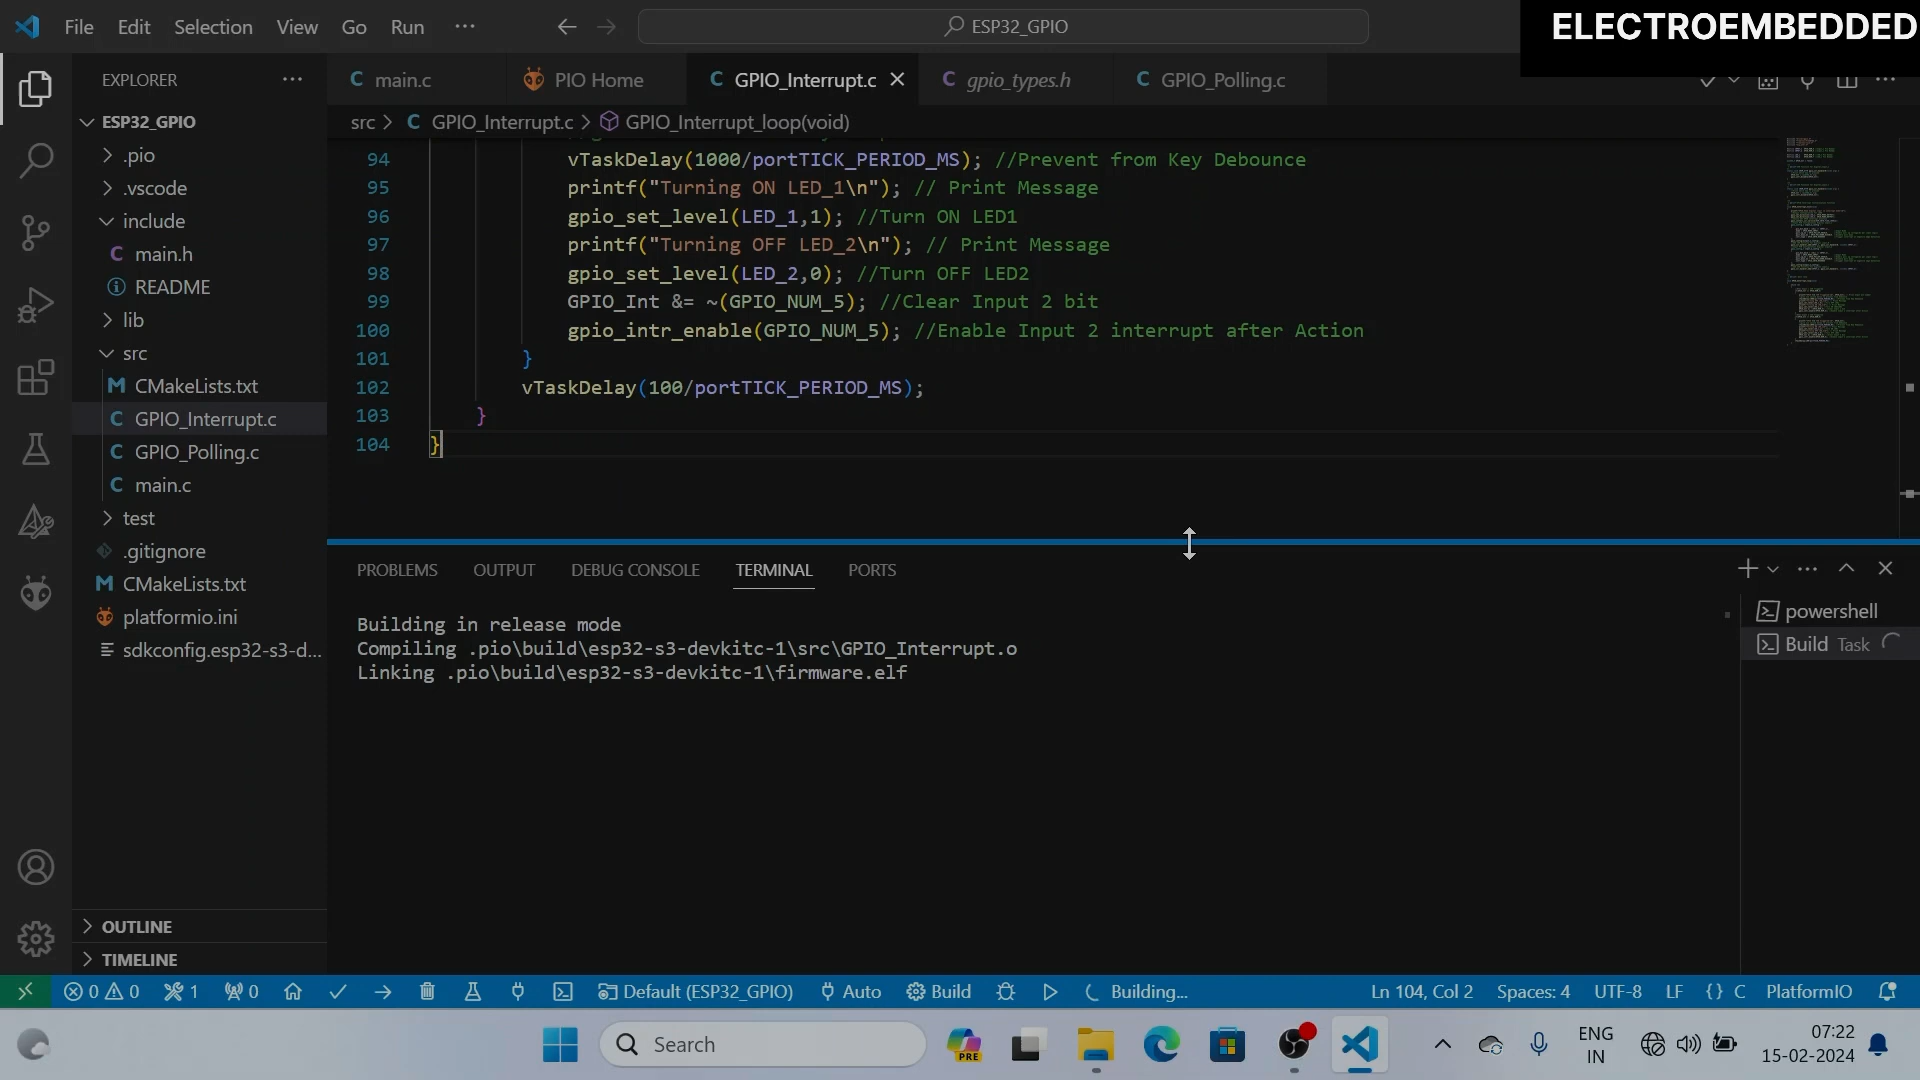 File Edit Selection View Go Run ··· ESP32_GPIO
ELECTROEMBEDDED
EXPLORER ···
main.c PIO Home GPIO_Interrupt.c gpio_types.h GPIO_Polling.c
src > C GPIO_Interrupt.c > GPIO_Interrupt_loop(void)
ESP32_GPIO
.pio
.vscode
include
main.h
README
lib
src
CMakeLists.txt
GPIO_Interrupt.c
GPIO_Polling.c
main.c
test
.gitignore
CMakeLists.txt
platformio.ini
sdkconfig.esp32-s3-d...
OUTLINE
TIMELINE
94 vTaskDelay(1000/portTICK_PERIOD_MS); //Prevent from Key Debounce
95 printf("Turning ON LED_1\n"); // Print Message
96 gpio_set_level(LED_1,1); //Turn ON LED1
97 printf("Turning OFF LED_2\n"); // Print Message
98 gpio_set_level(LED_2,0); //Turn OFF LED2
99 GPIO_Int &= ~(GPIO_NUM_5); //Clear Input 2 bit
100 gpio_intr_enable(GPIO_NUM_5); //Enable Input 2 interrupt after Action
101 }
102 vTaskDelay(100/portTICK_PERIOD_MS);
103 }
104 }
PROBLEMS OUTPUT DEBUG CONSOLE TERMINAL PORTS
Building in release mode
Compiling .pio\build\esp32-s3-devkitc-1\src\GPIO_Interrupt.o
Linking .pio\build\esp32-s3-devkitc-1\firmware.elf
powershell
Build Task
0 0 1 0 Default (ESP32_GPIO) Auto Build Building... Ln 104, Col 2 Spaces: 4 UTF-8 LF {} C PlatformIO
Search
PRE
ENG
IN
07:22
15-02-2024